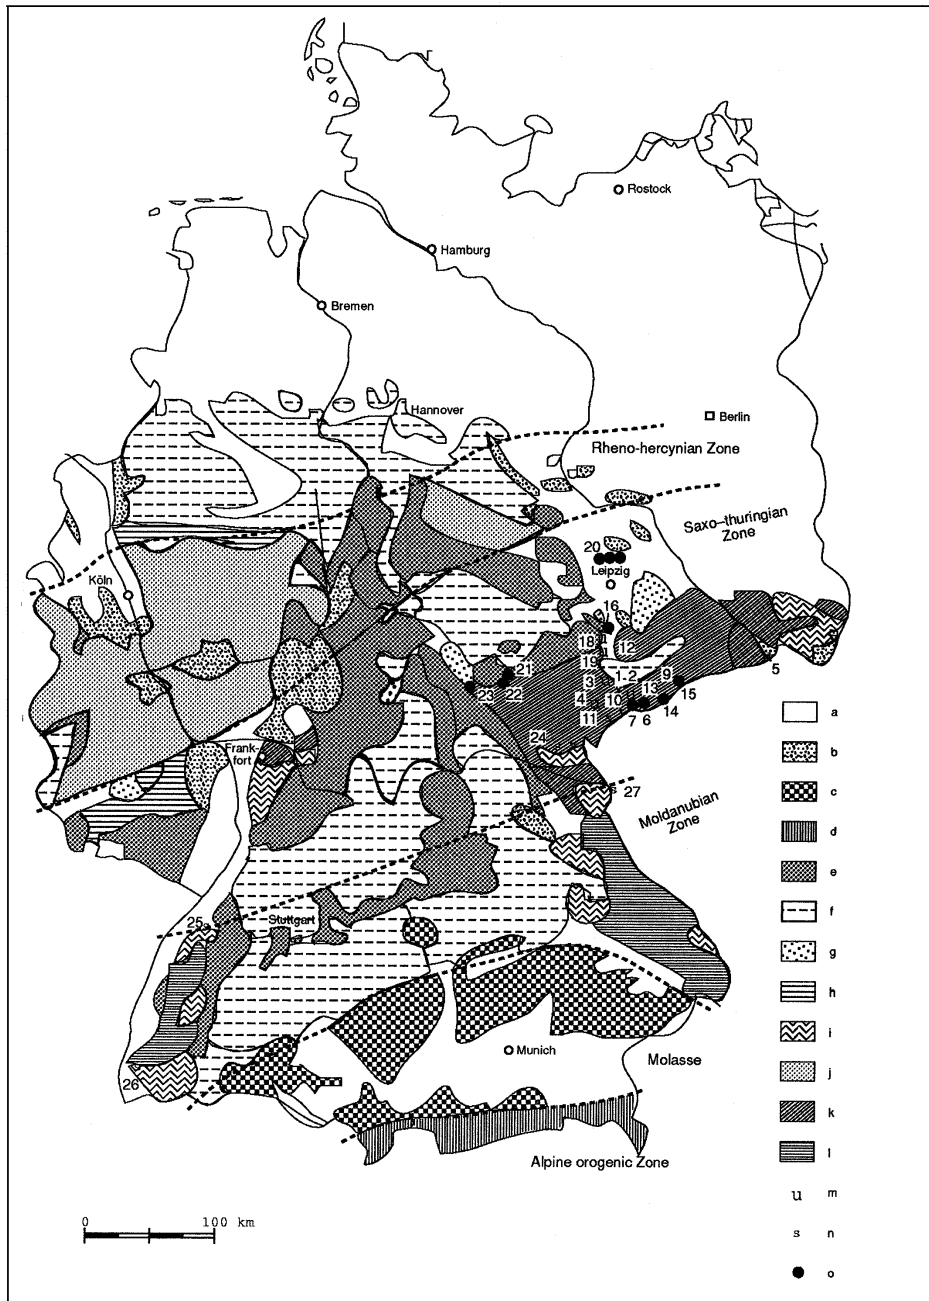 Rostock
Hamburg
Bremen
Hannover
Berlin
Rheno-hercynian Zone
Saxo–thuringian
Zone
20
Leipzig
Köln
16
18
12
19
1-2
9
5
21
3
13
15
23
22
4
10
14
11
7 6
24
Frank-
fort
27
Moldanubian
Zone
25 s
Stuttgart
Munich
Molasse
26
Alpine orogenic Zone
a
b
c
d
e
f
g
h
i
j
k
l
u m
s n
o
0 100 km